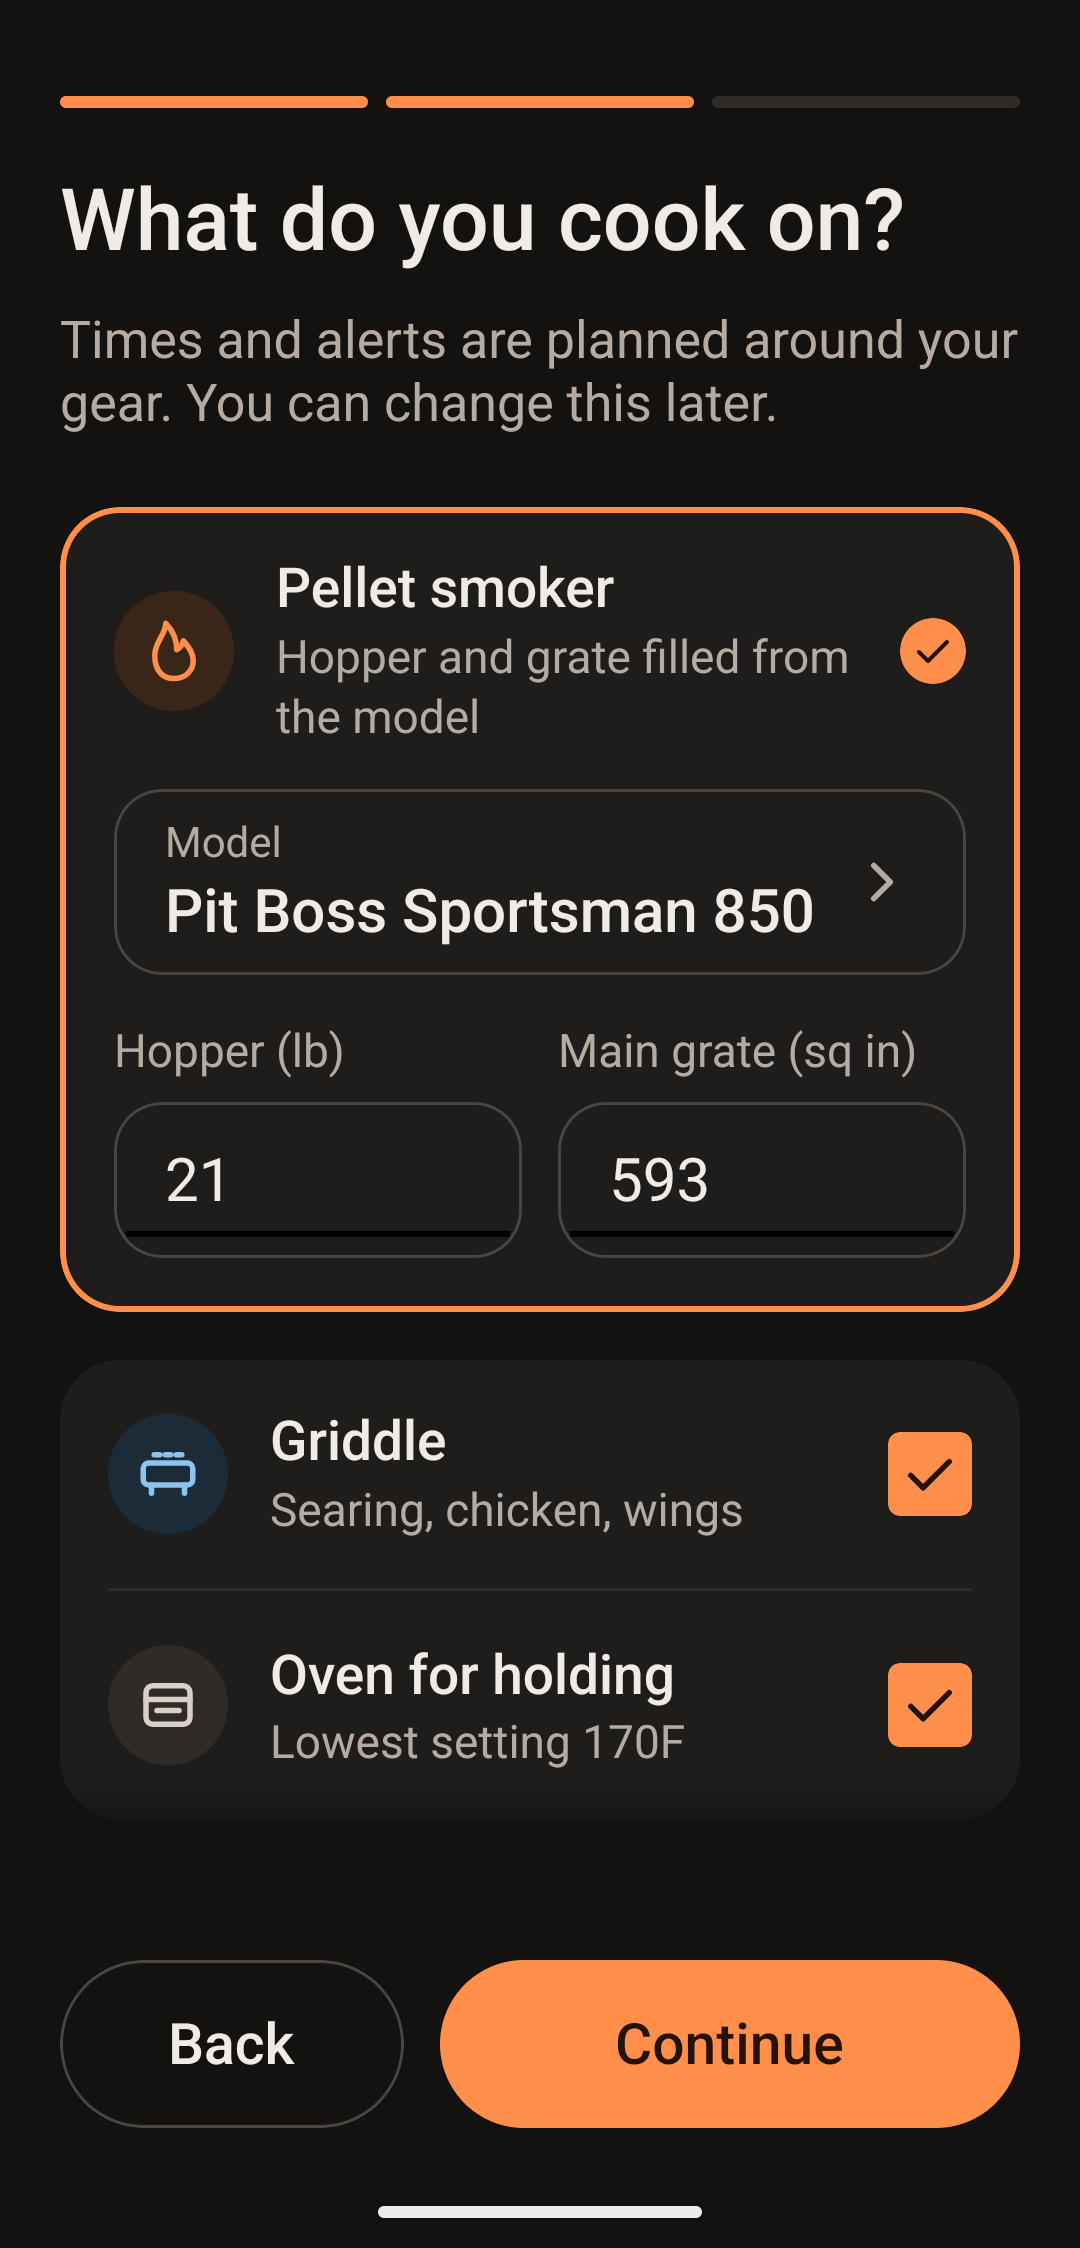 What do you cook on?
Times and alerts are planned around your
gear. You can change this later.
Pellet smoker
Hopper and grate filled from
the model
Model
Pit Boss Sportsman 850
Hopper (lb)
Main grate (sq in)
21
593
Griddle
Searing, chicken, wings
Oven for holding
Lowest setting 170F
Back
Continue